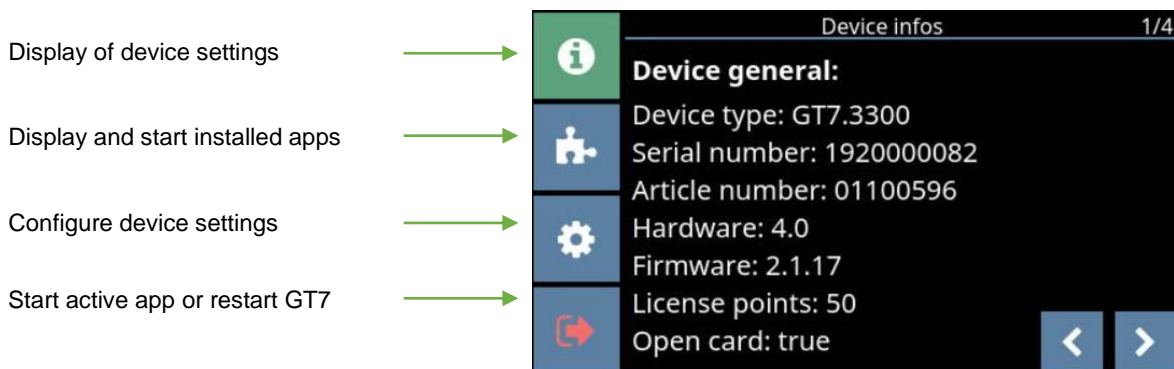 Display of device settings
Display and start installed apps
Configure device settings
Start active app or restart GT7
Device infos 1/4
Device general:
Device type: GT7.3300
Serial number: 1920000082
Article number: 01100596
Hardware: 4.0
Firmware: 2.1.17
License points: 50
Open card: true